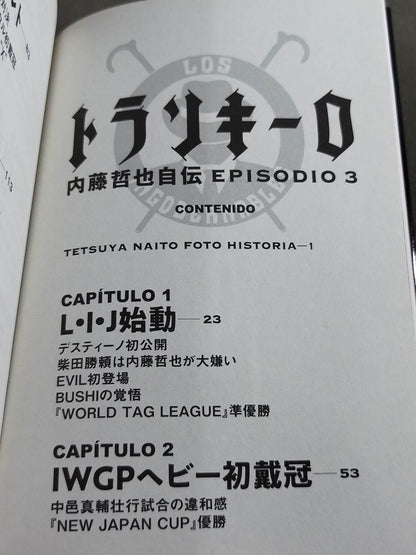 LOS
トランキーロ
内藤哲也自伝 EPISODIO 3
INGOBERNABLES
CONTENIDO
TETSUYA NAITO FOTO HISTORIA—1
CAPÍTULO 1
L・I・J始動——23
デスティーノ初公開
柴田勝頼は内藤哲也が大嫌い
EVIL初登場
BUSHIの覚悟
『WORLD TAG LEAGUE』準優勝
CAPÍTULO 2
IWGPヘビー初戴冠——53
中邑真輔壮行試合の違和感
『NEW JAPAN CUP』優勝
113